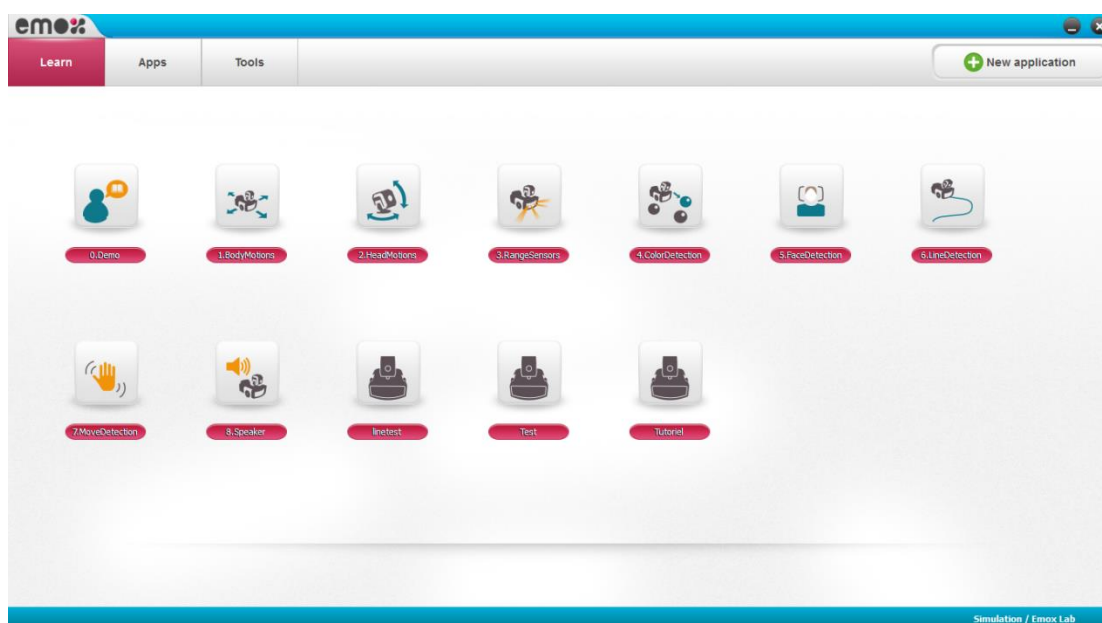 emox
Learn
Apps
Tools
New application
0.Demo
1.BodyMotions
2.HeadMotions
3.RangeSensors
4.ColorDetection
5.FaceDetection
6.LineDetection
7.MoveDetection
8.Speaker
linetest
Test
Tutoriel
Simulation / Emox Lab